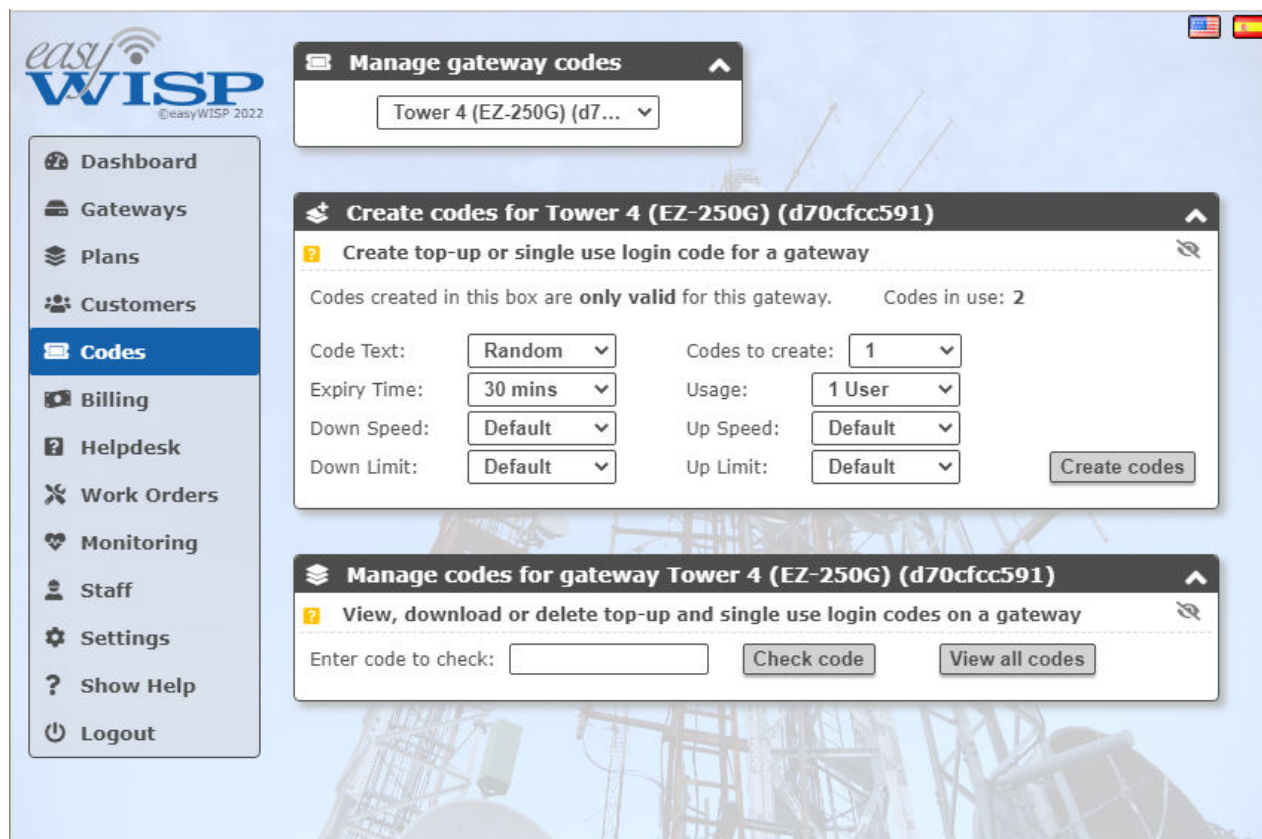 easy
WISP
©easyWISP 2022
Dashboard
Gateways
Plans
Customers
Codes
Billing
Helpdesk
Work Orders
Monitoring
Staff
Settings
? Show Help
Logout
Manage gateway codes
Tower 4 (EZ-250G) (d7...
Create codes for Tower 4 (EZ-250G) (d70cfcc591)
? Create top-up or single use login code for a gateway
Codes created in this box are only valid for this gateway. Codes in use: 2
Code Text: Random Codes to create: 1
Expiry Time: 30 mins Usage: 1 User
Down Speed: Default Up Speed: Default
Down Limit: Default Up Limit: Default Create codes
Manage codes for gateway Tower 4 (EZ-250G) (d70cfcc591)
? View, download or delete top-up and single use login codes on a gateway
Enter code to check: Check code View all codes